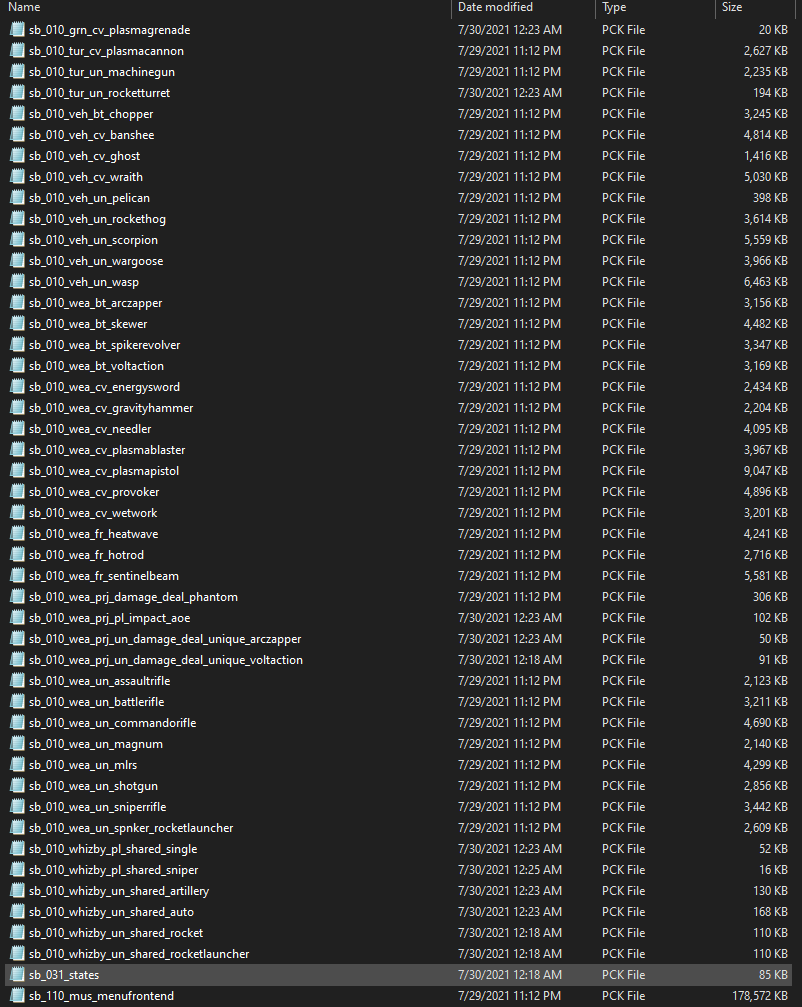 Name Date modified Type Size
sb_010_grn_cv_plasmagrenade 7/30/2021 12:23 AM PCK File 20 KB
sb_010_tur_cv_plasmacannon 7/29/2021 11:12 PM PCK File 2,627 KB
sb_010_tur_un_machinegun 7/29/2021 11:12 PM PCK File 2,235 KB
sb_010_tur_un_rocketturret 7/30/2021 12:23 AM PCK File 194 KB
sb_010_veh_bt_chopper 7/29/2021 11:12 PM PCK File 3,245 KB
sb_010_veh_cv_banshee 7/29/2021 11:12 PM PCK File 4,814 KB
sb_010_veh_cv_ghost 7/29/2021 11:12 PM PCK File 1,416 KB
sb_010_veh_cv_wraith 7/29/2021 11:12 PM PCK File 5,030 KB
sb_010_veh_un_pelican 7/29/2021 11:12 PM PCK File 398 KB
sb_010_veh_un_rockethog 7/29/2021 11:12 PM PCK File 3,614 KB
sb_010_veh_un_scorpion 7/29/2021 11:12 PM PCK File 5,559 KB
sb_010_veh_un_wargoose 7/29/2021 11:12 PM PCK File 3,966 KB
sb_010_veh_un_wasp 7/29/2021 11:12 PM PCK File 6,463 KB
sb_010_wea_bt_arczapper 7/29/2021 11:12 PM PCK File 3,156 KB
sb_010_wea_bt_skewer 7/29/2021 11:12 PM PCK File 4,482 KB
sb_010_wea_bt_spikerevolver 7/29/2021 11:12 PM PCK File 3,347 KB
sb_010_wea_bt_voltaction 7/29/2021 11:12 PM PCK File 3,169 KB
sb_010_wea_cv_energysword 7/29/2021 11:12 PM PCK File 2,434 KB
sb_010_wea_cv_gravityhammer 7/29/2021 11:12 PM PCK File 2,204 KB
sb_010_wea_cv_needler 7/29/2021 11:12 PM PCK File 4,095 KB
sb_010_wea_cv_plasmablaster 7/29/2021 11:12 PM PCK File 3,967 KB
sb_010_wea_cv_plasmapistol 7/29/2021 11:12 PM PCK File 9,047 KB
sb_010_wea_cv_provoker 7/29/2021 11:12 PM PCK File 4,896 KB
sb_010_wea_cv_wetwork 7/29/2021 11:12 PM PCK File 3,201 KB
sb_010_wea_fr_heatwave 7/29/2021 11:12 PM PCK File 4,241 KB
sb_010_wea_fr_hotrod 7/29/2021 11:12 PM PCK File 2,716 KB
sb_010_wea_fr_sentinelbeam 7/29/2021 11:12 PM PCK File 5,581 KB
sb_010_wea_prj_damage_deal_phantom 7/29/2021 11:12 PM PCK File 306 KB
sb_010_wea_prj_pl_impact_aoe 7/30/2021 12:23 AM PCK File 102 KB
sb_010_wea_prj_un_damage_deal_unique_arczapper 7/30/2021 12:23 AM PCK File 50 KB
sb_010_wea_prj_un_damage_deal_unique_voltaction 7/30/2021 12:18 AM PCK File 91 KB
sb_010_wea_un_assaultrifle 7/29/2021 11:12 PM PCK File 2,123 KB
sb_010_wea_un_battlerifle 7/29/2021 11:12 PM PCK File 3,211 KB
sb_010_wea_un_commandorifle 7/29/2021 11:12 PM PCK File 4,690 KB
sb_010_wea_un_magnum 7/29/2021 11:12 PM PCK File 2,140 KB
sb_010_wea_un_mlrs 7/29/2021 11:12 PM PCK File 4,299 KB
sb_010_wea_un_shotgun 7/29/2021 11:12 PM PCK File 2,856 KB
sb_010_wea_un_sniperrifle 7/29/2021 11:12 PM PCK File 3,442 KB
sb_010_wea_un_spnker_rocketlauncher 7/29/2021 11:12 PM PCK File 2,609 KB
sb_010_whizby_pl_shared_single 7/30/2021 12:23 AM PCK File 52 KB
sb_010_whizby_pl_shared_sniper 7/30/2021 12:25 AM PCK File 16 KB
sb_010_whizby_un_shared_artillery 7/30/2021 12:23 AM PCK File 130 KB
sb_010_whizby_un_shared_auto 7/30/2021 12:23 AM PCK File 168 KB
sb_010_whizby_un_shared_rocket 7/30/2021 12:18 AM PCK File 110 KB
sb_010_whizby_un_shared_rocketlauncher 7/30/2021 12:18 AM PCK File 110 KB
sb_031_states 7/30/2021 12:18 AM PCK File 85 KB
sb_110_mus_menufrontend 7/29/2021 11:12 PM PCK File 178,572 KB